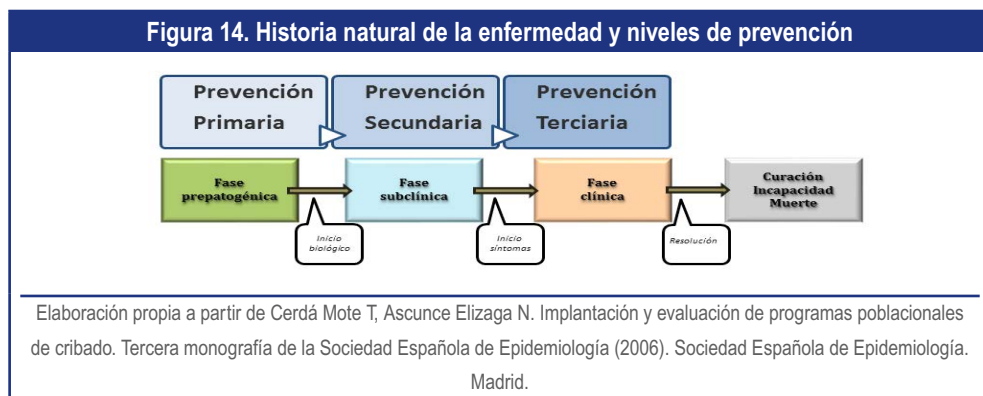 Figura 14. Historia natural de la enfermedad y niveles de prevención
Prevención
Primaria
Prevención
Secundaria
Prevención
Terciaria
Fase
prepatogénica
Fase
subclínica
Fase
clínica
Curación
Incapacidad
Muerte
Inicio
biológico
Inicio
síntomas
Resolución
Elaboración propia a partir de Cerdá Mote T, Ascunce Elizaga N. Implantación y evaluación de programas poblacionales
de cribado. Tercera monografía de la Sociedad Española de Epidemiología (2006). Sociedad Española de Epidemiología.
Madrid.